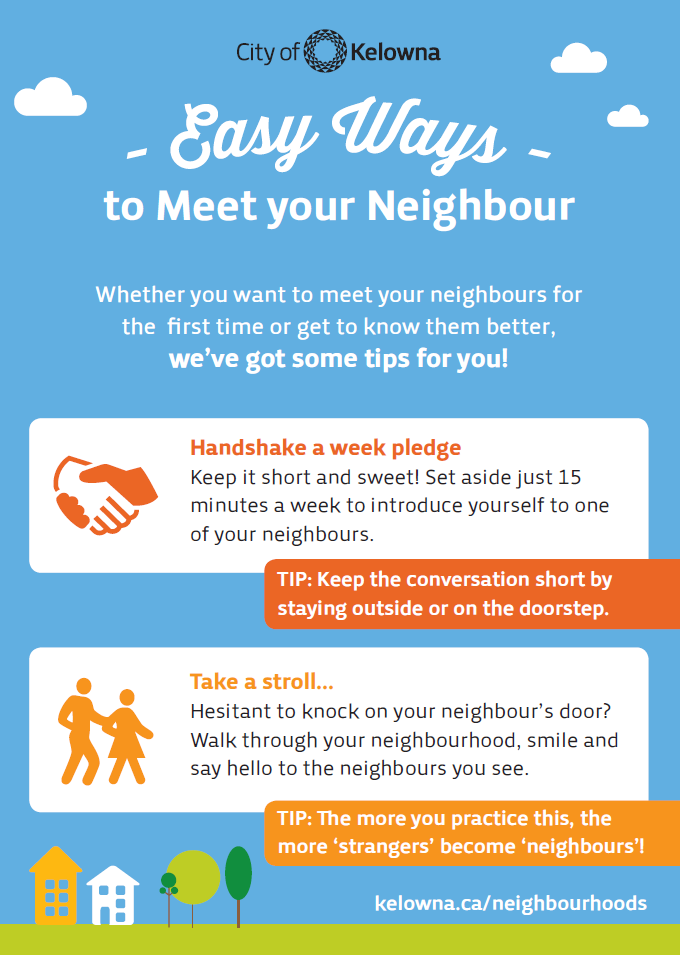 City of Kelowna
- Easy Ways -
to Meet your Neighbour
Whether you want to meet your neighbours for
the first time or get to know them better,
we've got some tips for you!
Handshake a week pledge
Keep it short and sweet! Set aside just 15
minutes a week to introduce yourself to one
of your neighbours.
TIP: Keep the conversation short by
staying outside or on the doorstep.
Take a stroll...
Hesitant to knock on your neighbour's door?
Walk through your neighbourhood, smile and
say hello to the neighbours you see.
TIP: The more you practice this, the
more 'strangers' become 'neighbours'!
kelowna.ca/neighbourhoods